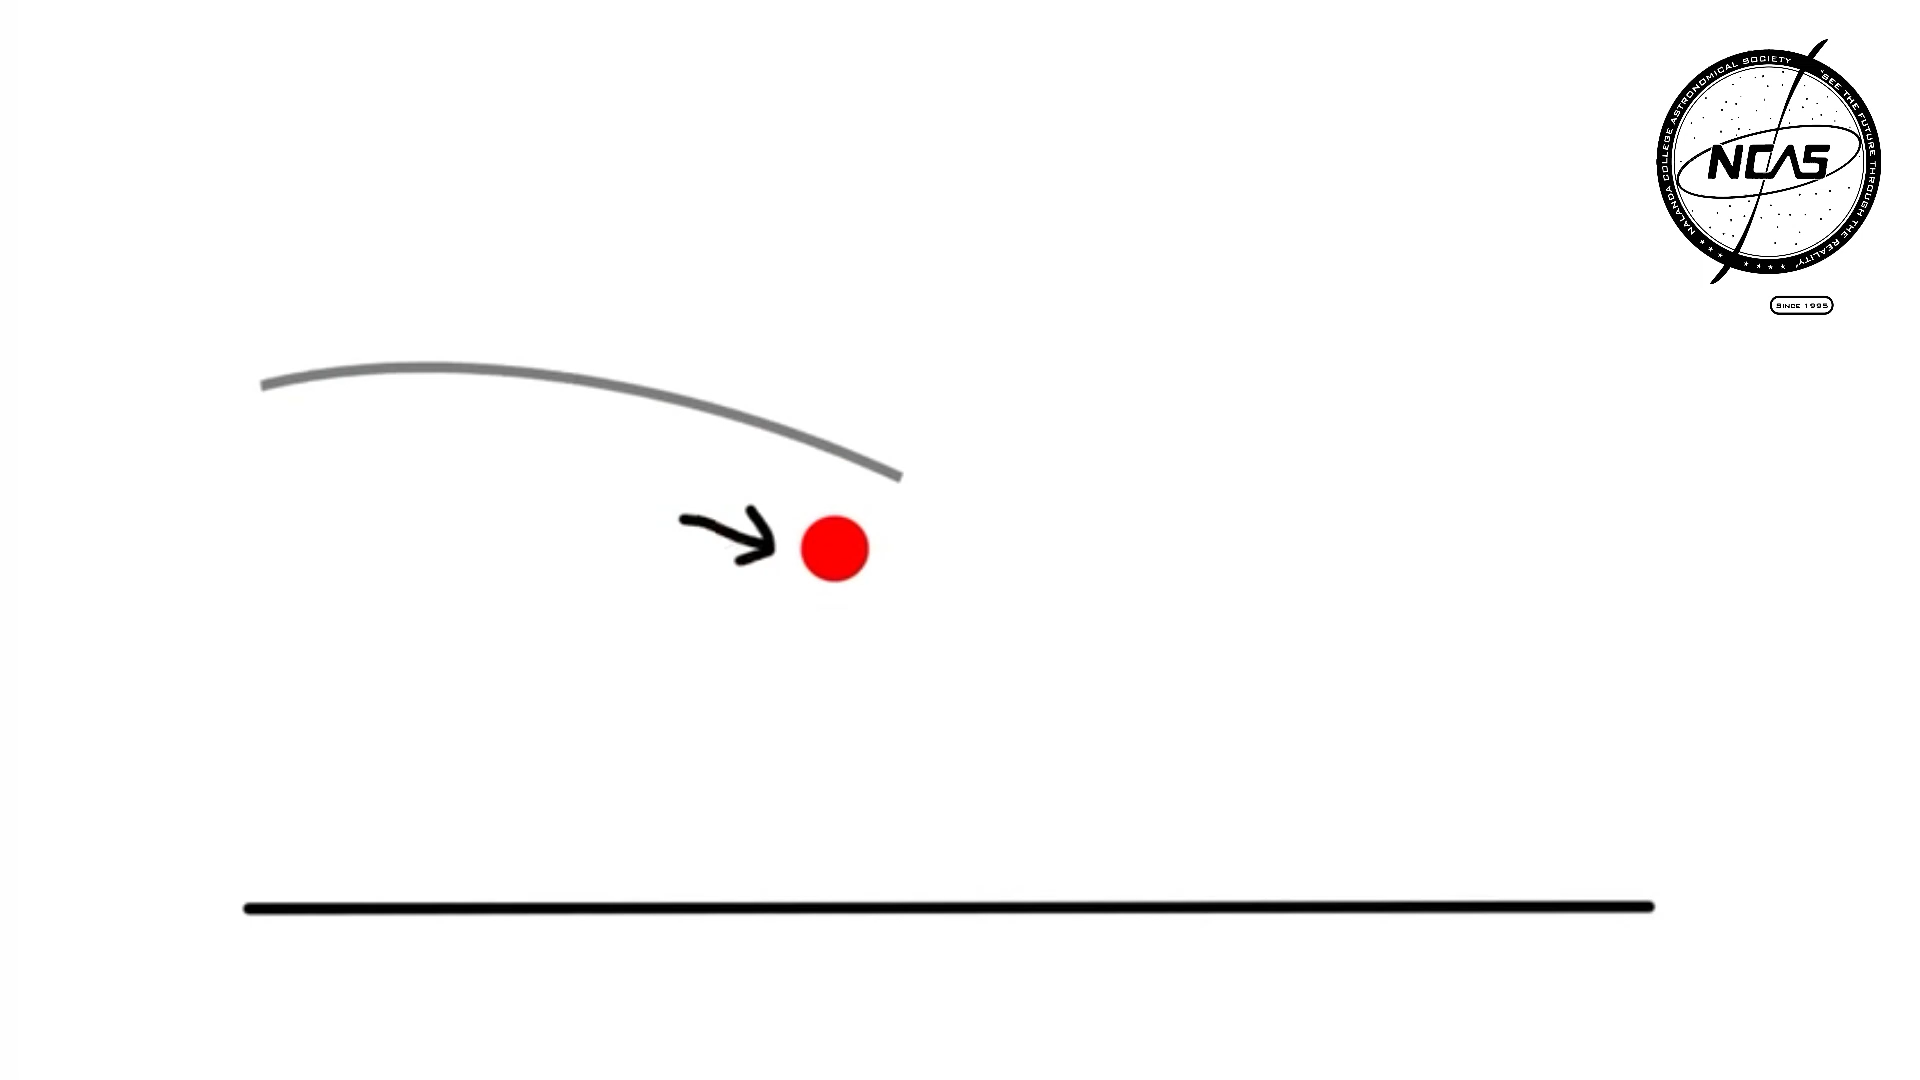 NALANDA COLLEGE ASTRONOMICAL SOCIETY
"SEE THE FUTURE THROUGH THE REALITY"
NCAS
SINCE 1995